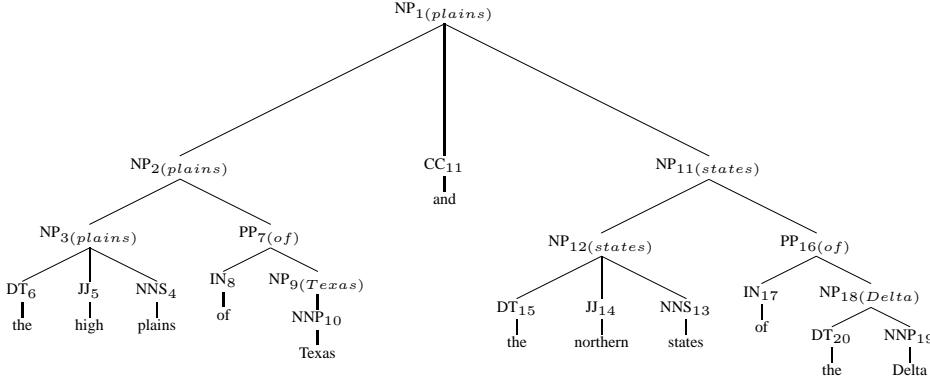 NP1(plains)
NP2(plains) CC11 NP11(states)
and
NP3(plains) PP7(of) NP12(states) PP16(of)
DT6 JJ5 NNS4 IN8 NP9(Texas) DT15 JJ14 NNS13 IN17 NP18(Delta)
the high plains of NNP10 the northern states of DT20 NNP19
Texas the Delta